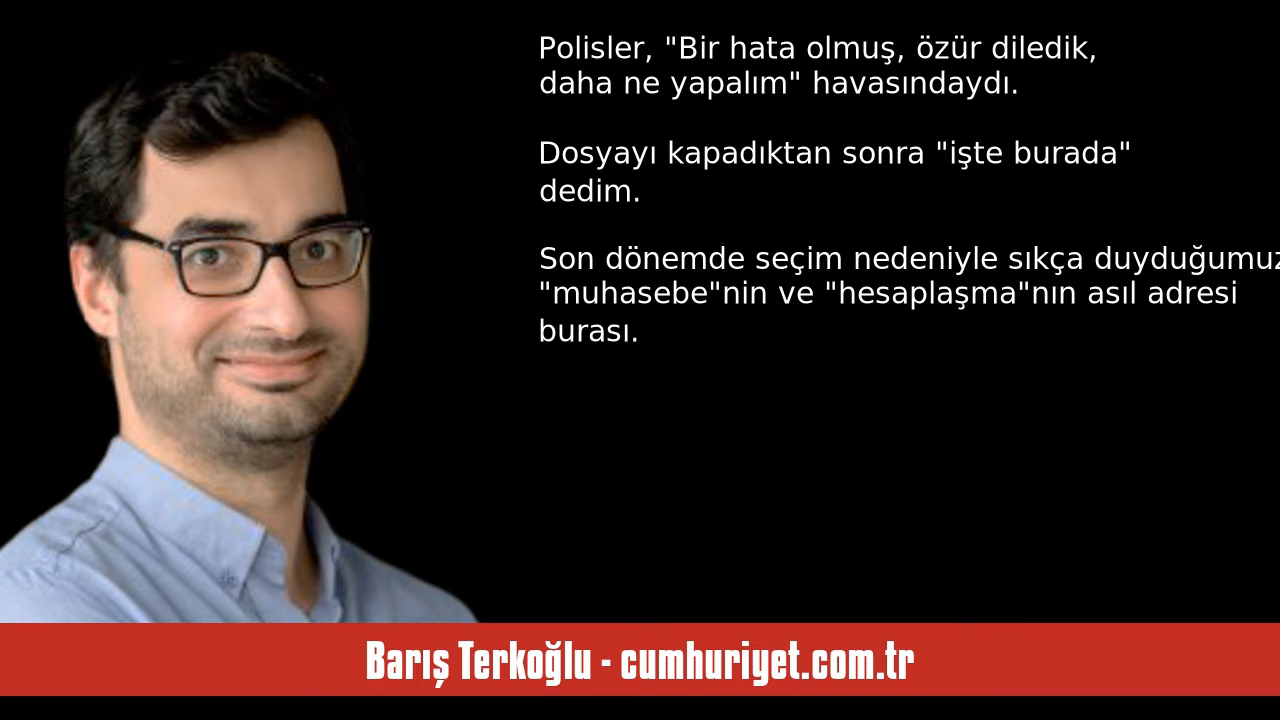 Polisler, "Bir hata olmuş, özür diledik,
daha ne yapalım" havasındaydı.
Dosyayı kapadıktan sonra "işte burada"
dedim.
Son dönemde seçim nedeniyle sıkça duyduğumuz
"muhasebe"nin ve "hesaplaşma"nın asıl adresi
burası.
Barış Terkoğlu - cumhuriyet.com.tr